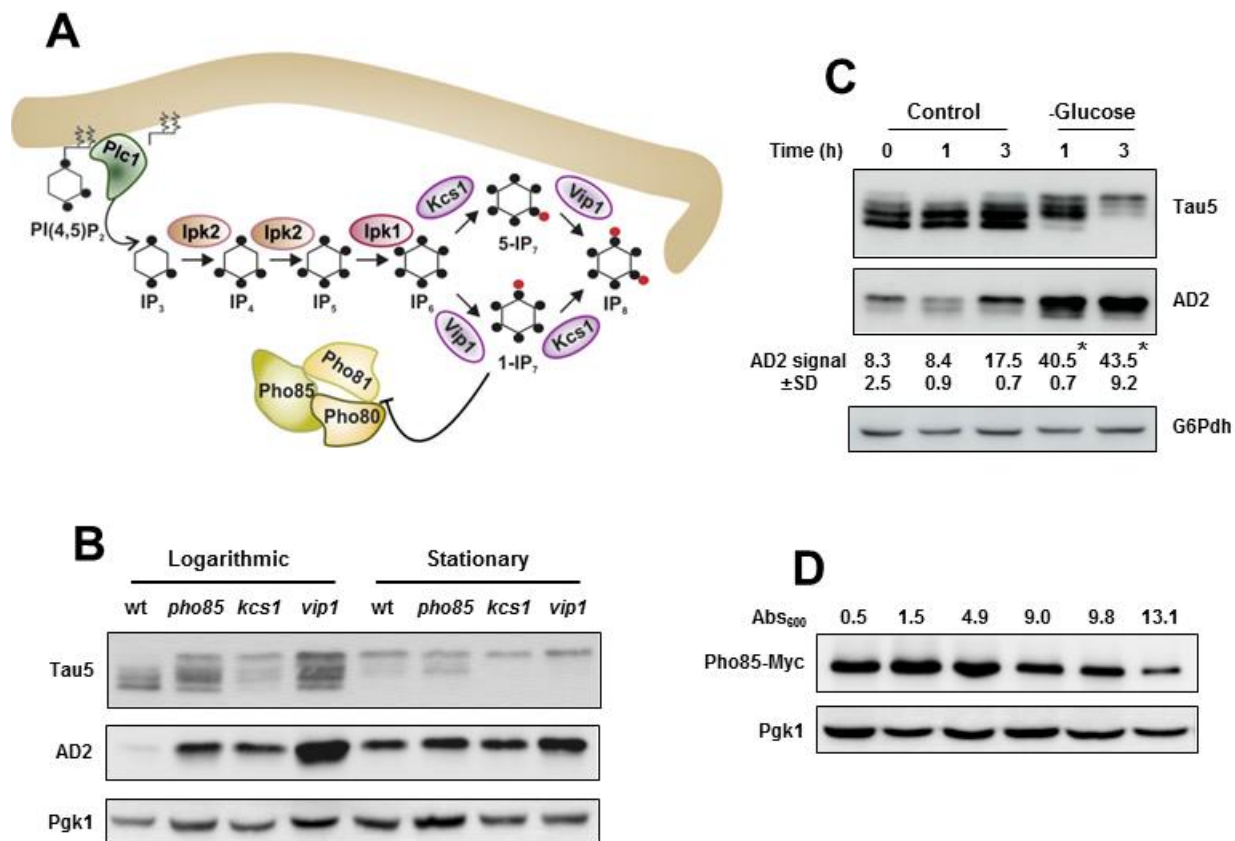 A
Plc1
PI(4,5)P2
Ipk2
Ipk2
Ipk1
Kcs1
Vip1
5-IP7
IP3
IP4
IP5
IP6
IP8
Vip1
Kcs1
1-IP7
Pho81
Pho85
Pho80
B
Logarithmic Stationary
wt pho85 kcs1 vip1 wt pho85 kcs1 vip1
Tau5
AD2
Pgk1
C
Control -Glucose
Time (h) 0 1 3 1 3
Tau5
AD2
AD2 signal 8.3 8.4 17.5 40.5* 43.5*
±SD 2.5 0.9 0.7 0.7 9.2
G6Pdh
D
Abs600 0.5 1.5 4.9 9.0 9.8 13.1
Pho85-Myc
Pgk1